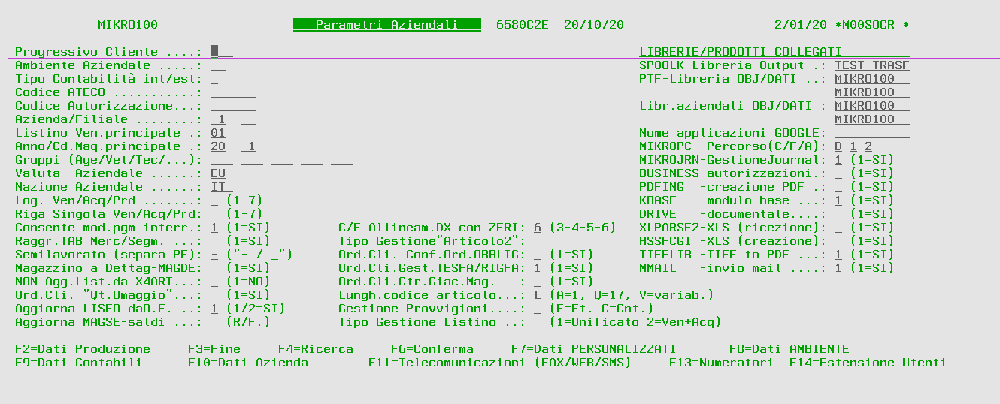 MIKRO100 Parametri Aziendali 6580C2E 20/10/20 2/01/20 *M00SOCR *
Progressivo Cliente ....: LIBRERIE/PRODOTTI COLLEGATI
Ambiente Aziendale .....: SPOOLK-Libreria Output .: TEST TRASF
Tipo Contabilità int/est: _ PTF-Libreria OBJ/DATI ..: MIKRO100
Codice ATECO ...........: ______ MIKRD100
Codice Autorizzazione...: ______ Libr.aziendali OBJ/DATI : MIKRO100
Azienda/Filiale ........: 1 __ MIKRD100
Listino Ven.principale .: 01 Nome applicazioni GOOGLE: __________
Anno/Cd.Mag.principale .: 20 1 MIKROPC -Percorso(C/F/A): D 1 2
Gruppi (Age/Vet/Tec/...): ___ ___ ___ ___ ___ MIKROJRN-GestioneJournal: 1 (1=SI)
Valuta  Aziendale ......: EU BUSINESS-autorizzazioni.: _ (1=SI)
Nazione Aziendale ......: IT PDFING  -creazione PDF .: _ (1=SI)
Log. Ven/Acq/Prd .......: _ (1-7) KBASE   -modulo base ...: 1 (1=SI)
Riga Singola Ven/Acq/Prd: _ (1-7) DRIVE   -documentale....: _ (1=SI)
Consente mod.pgm interr.: 1 (1=SI) C/F Allineam.DX con ZERI: 6 (3-4-5-6) XLPARSE2-XLS (ricezione): _ (1=SI)
Raggr.TAB Merc/Segm. ...: _ (1=SI) Tipo Gestione"Articolo2": _ HSSFCGI -XLS (creazione): _ (1=SI)
Semilavorato (separa PF): - ("- / _") Ord.Cli. Conf.Ord.OBBLIG: _ (1=SI) TIFFLIB -TIFF to PDF ...: 1 (1=SI)
Magazzino a Dettag-MAGDE: _ (1=SI) Ord.Cli.Gest.TESFA/RIGFA: 1 (1=SI) MMAIL   -invio mail ....: 1 (1=SI)
NON Agg.List.da X4ART...: _ (1=NO) Ord.Cli.Ctr.Giac.Mag.   : _ (1=SI)
Ord.Cli. "Qt.Omaggio"...: _ (1=SI) Lungh.codice articolo...: L (A=1, Q=17, V=variab.)
Aggiorna LISFO daO.F. ..: 1 (1/2=SI) Gestione Provvigioni....: _ (F=Ft. C=Cnt.)
Aggiorna MAGSE-saldi ...: _ (R/F.) Tipo Gestione Listino ..: _ (1=Unificato 2=Ven+Acq)
F2=Dati Produzione F3=Fine F4=Ricerca F6=Conferma F7=Dati PERSONALIZZATI F8=Dati AMBIENTE
F9=Dati Contabili F10=Dati Azienda F11=Telecomunicazioni (FAX/WEB/SMS) F13=Numeratori F14=Estensione Utenti